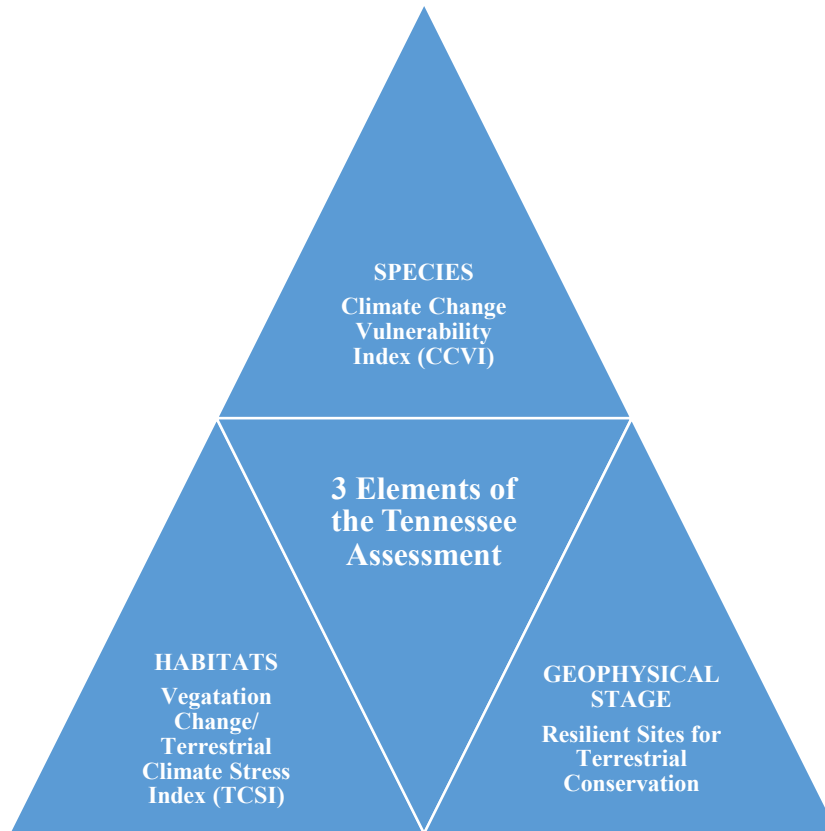 SPECIES
Climate Change
Vulnerability
Index (CCVI)
3 Elements of
the Tennessee
Assessment
HABITATS
Vegatation
Change/
Terrestrial
Climate Stress
Index (TCSI)
GEOPHYSICAL
STAGE
Resilient Sites for
Terrestrial
Conservation